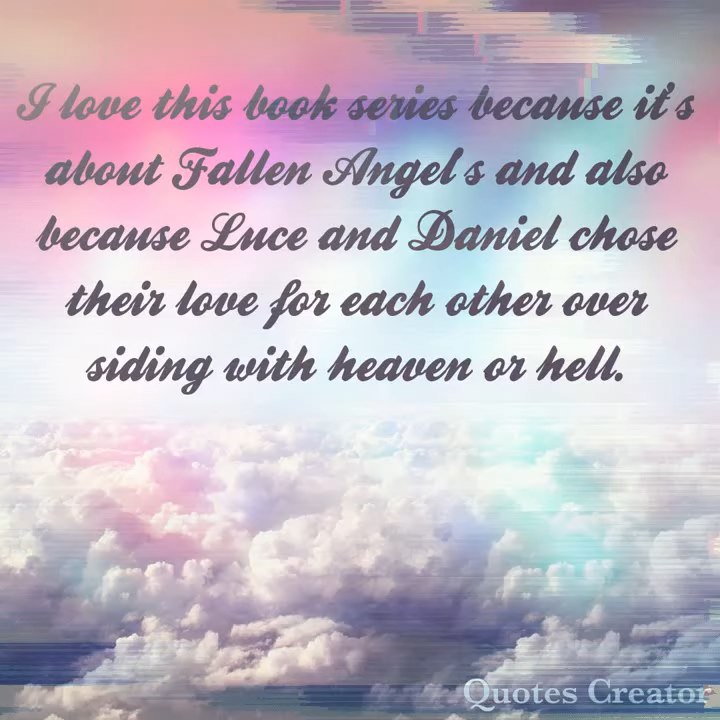 I love this book series because it's
about Fallen Angel's and also
because Luce and Daniel chose
their love for each other over
siding with heaven or hell.
Quotes Creator